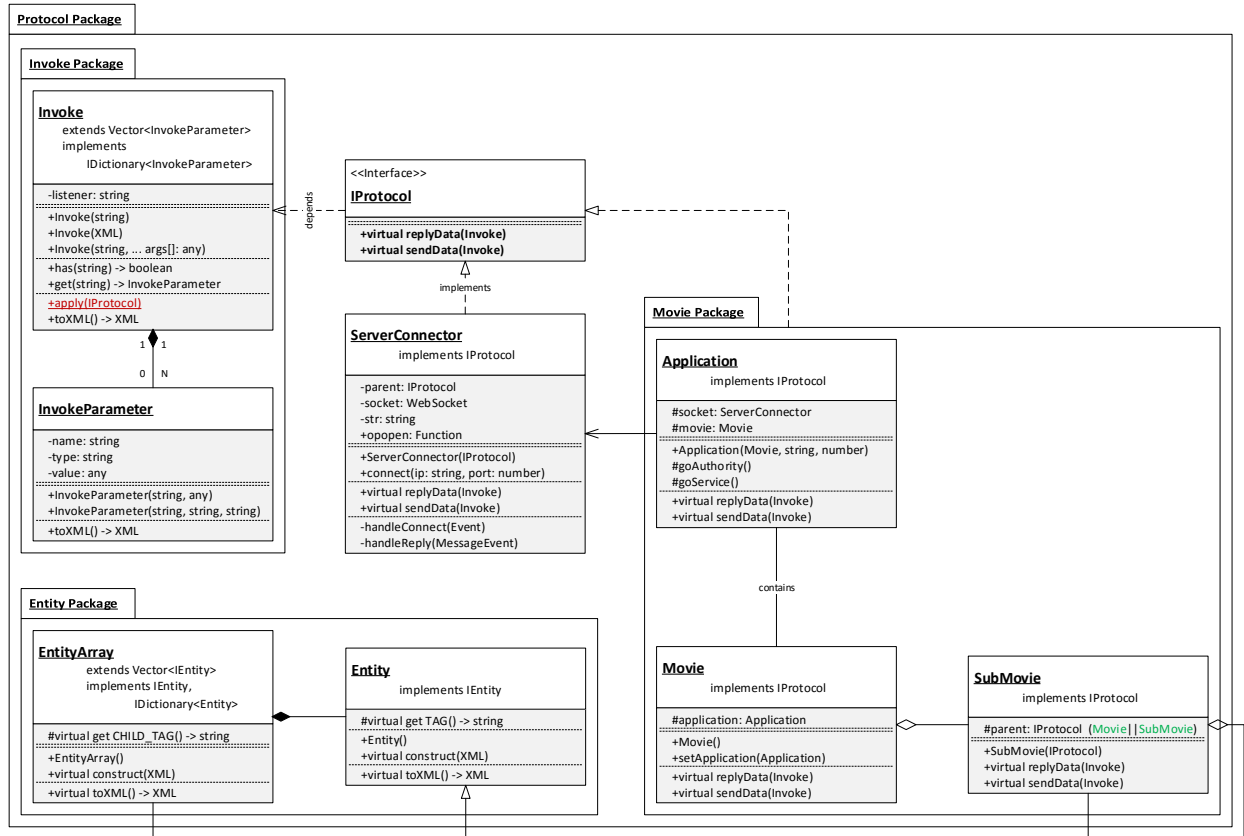 Protocol Package
Invoke Package
Invoke
extends Vector<InvokeParameter>
implements
IDictionary<InvokeParameter>
-listener: string
+Invoke(string)
+Invoke(XML)
+Invoke(string, ... args[]: any)
+has(string) -> boolean
+get(string) -> InvokeParameter
+apply(IProtocol)
+toXML() -> XML
1 1
0 N
InvokeParameter
-name: string
-type: string
-value: any
+InvokeParameter(string, any)
+InvokeParameter(string, string, string)
+toXML() -> XML
depends
<<Interface>>
IProtocol
+virtual replyData(Invoke)
+virtual sendData(Invoke)
implements
ServerConnector
implements IProtocol
-parent: IProtocol
-socket: WebSocket
-str: string
+opopen: Function
+ServerConnector(IProtocol)
+connect(ip: string, port: number)
+virtual replyData(Invoke)
+virtual sendData(Invoke)
-handleConnect(Event)
-handleReply(MessageEvent)
Movie Package
Application
implements IProtocol
#socket: ServerConnector
#movie: Movie
+Application(Movie, string, number)
#goAuthority()
#goService()
+virtual replyData(Invoke)
+virtual sendData(Invoke)
contains
Movie
implements IProtocol
#application: Application
+Movie()
+setApplication(Application)
+virtual replyData(Invoke)
+virtual sendData(Invoke)
SubMovie
implements IProtocol
#parent: IProtocol (Movie||SubMovie)
+SubMovie(IProtocol)
+virtual replyData(Invoke)
+virtual sendData(Invoke)
Entity Package
EntityArray
extends Vector<IEntity>
implements IEntity,
IDictionary<Entity>
#virtual get CHILD_TAG() -> string
+EntityArray()
+virtual construct(XML)
+virtual toXML() -> XML
Entity
implements IEntity
#virtual get TAG() -> string
+Entity()
+virtual construct(XML)
+virtual toXML() -> XML